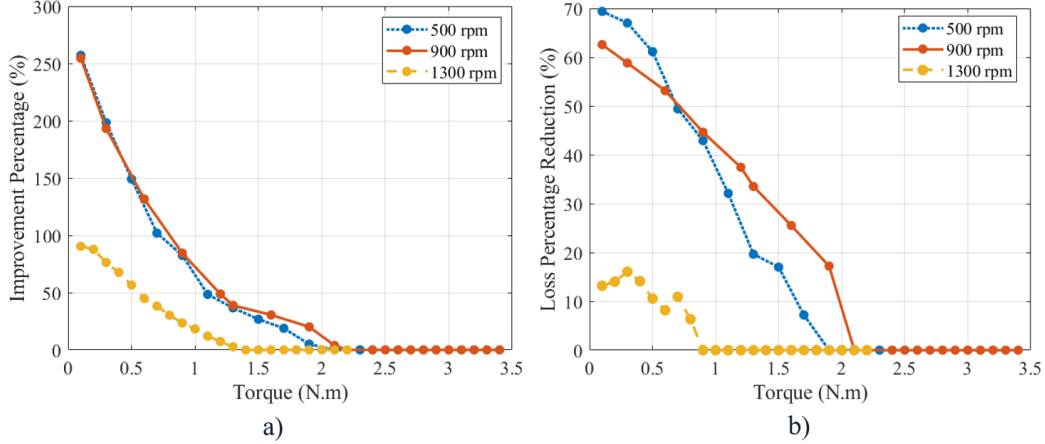 300
250
200
150
100
50
0
Improvement Percentage (%)
500 rpm
900 rpm
1300 rpm
0 0.5 1 1.5 2 2.5 3 3.5
Torque (N.m)
a)
70
60
50
40
30
20
10
0
Loss Percentage Reduction (%)
500 rpm
900 rpm
1300 rpm
0 0.5 1 1.5 2 2.5 3 3.5
Torque (N.m)
b)